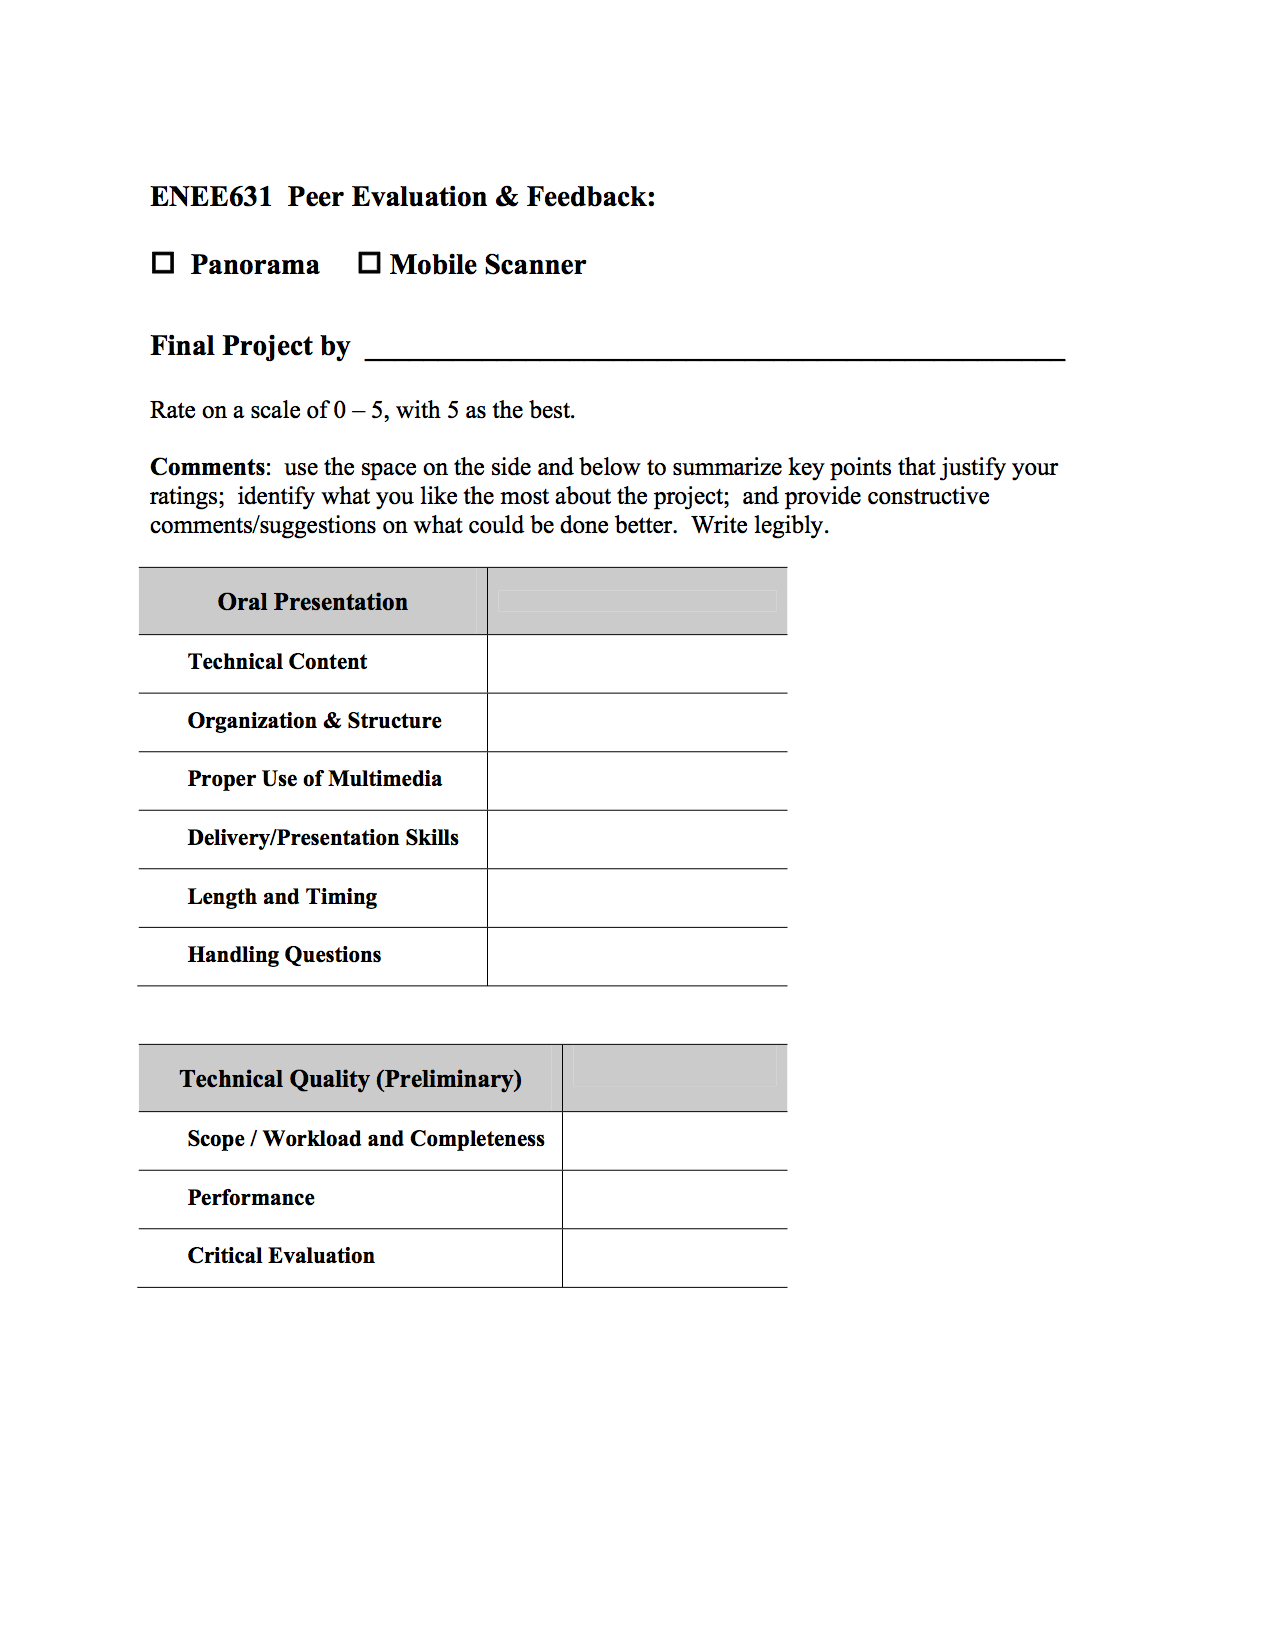 ENEE631  Peer Evaluation & Feedback:
☐ Panorama  ☐ Mobile Scanner
Final Project by ______________________________________________
Rate on a scale of 0 – 5, with 5 as the best.
Comments:  use the space on the side and below to summarize key points that justify your
ratings;  identify what you like the most about the project;  and provide constructive
comments/suggestions on what could be done better.  Write legibly.
Oral Presentation
Technical Content
Organization & Structure
Proper Use of Multimedia
Delivery/Presentation Skills
Length and Timing
Handling Questions
Technical Quality (Preliminary)
Scope / Workload and Completeness
Performance
Critical Evaluation